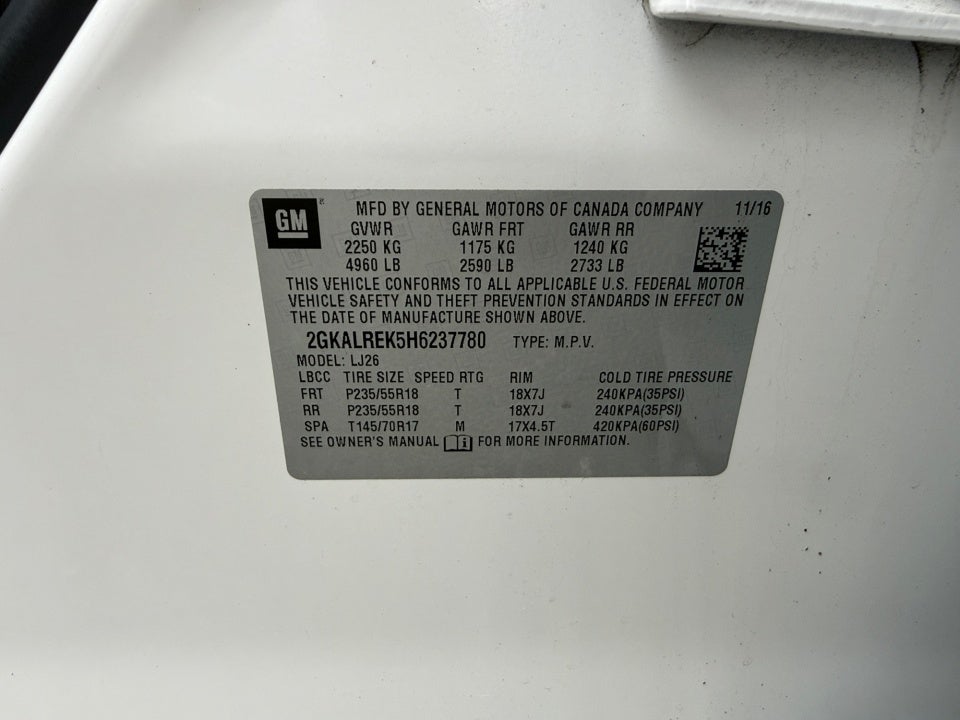 GM ® MFD BY GENERAL MOTORS OF CANADA COMPANY 11/16
GVWR GAWR FRT GAWR RR
2250 KG 1175 KG 1240 KG
4960 LB 2590 LB 2733 LB
THIS VEHICLE CONFORMS TO ALL APPLICABLE U.S. FEDERAL MOTOR
VEHICLE SAFETY AND THEFT PREVENTION STANDARDS IN EFFECT ON
THE DATE OF MANUFACTURE SHOWN ABOVE.
2GKALREK5H6237780 TYPE: M.P.V.
MODEL: LJ26
LBCC TIRE SIZE SPEED RTG RIM COLD TIRE PRESSURE
FRT P235/55R18 T 18X7J 240KPA(35PSI)
RR P235/55R18 T 18X7J 240KPA(35PSI)
SPA T145/70R17 M 17X4.5T 420KPA(60PSI)
SEE OWNER'S MANUAL i FOR MORE INFORMATION.